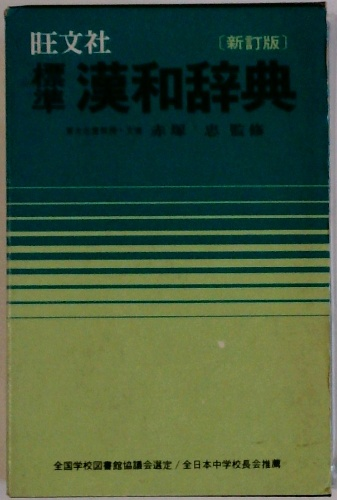 旺文社
〔新訂版〕
標準 漢和辞典
赤塚 忠 監修
全国学校図書館協議会選定/全日本中学校長会推薦